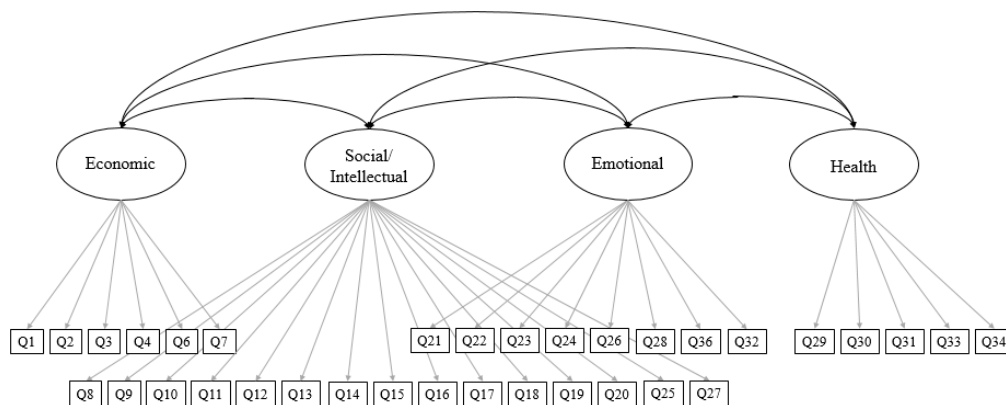 Economic
Social/
Intellectual
Emotional
Health
Q1 Q2 Q3 Q4 Q6 Q7 Q21 Q22 Q23 Q24 Q26 Q28 Q36 Q32 Q29 Q30 Q31 Q33 Q34
Q8 Q9 Q10 Q11 Q12 Q13 Q14 Q15 Q16 Q17 Q18 Q19 Q20 Q25 Q27